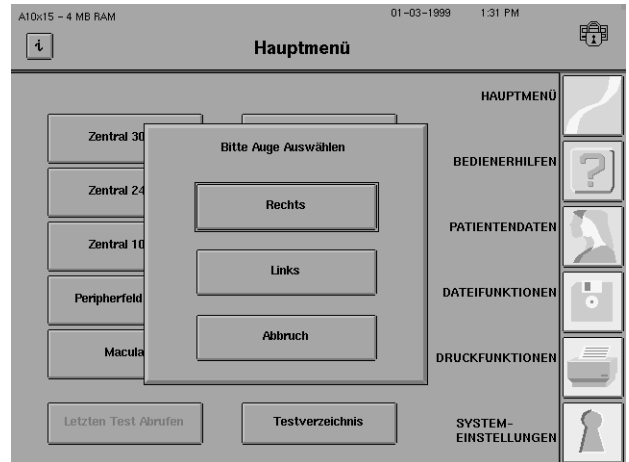 A10x15 – 4 MB RAM
01-03-1999 1:31 PM
i
Hauptmenü
HAUPTMENÜ
Zentral 30
Bitte Auge Auswählen
BEDIENERHILFEN
Zentral 24
Rechts
PATIENTENDATEN
Zentral 10
Links
DATEIFUNKTIONEN
Peripherfeld
Abbruch
Macula
DRUCKFUNKTIONEN
Letzten Test Abrufen
Testverzeichnis
SYSTEM-
EINSTELLUNGEN